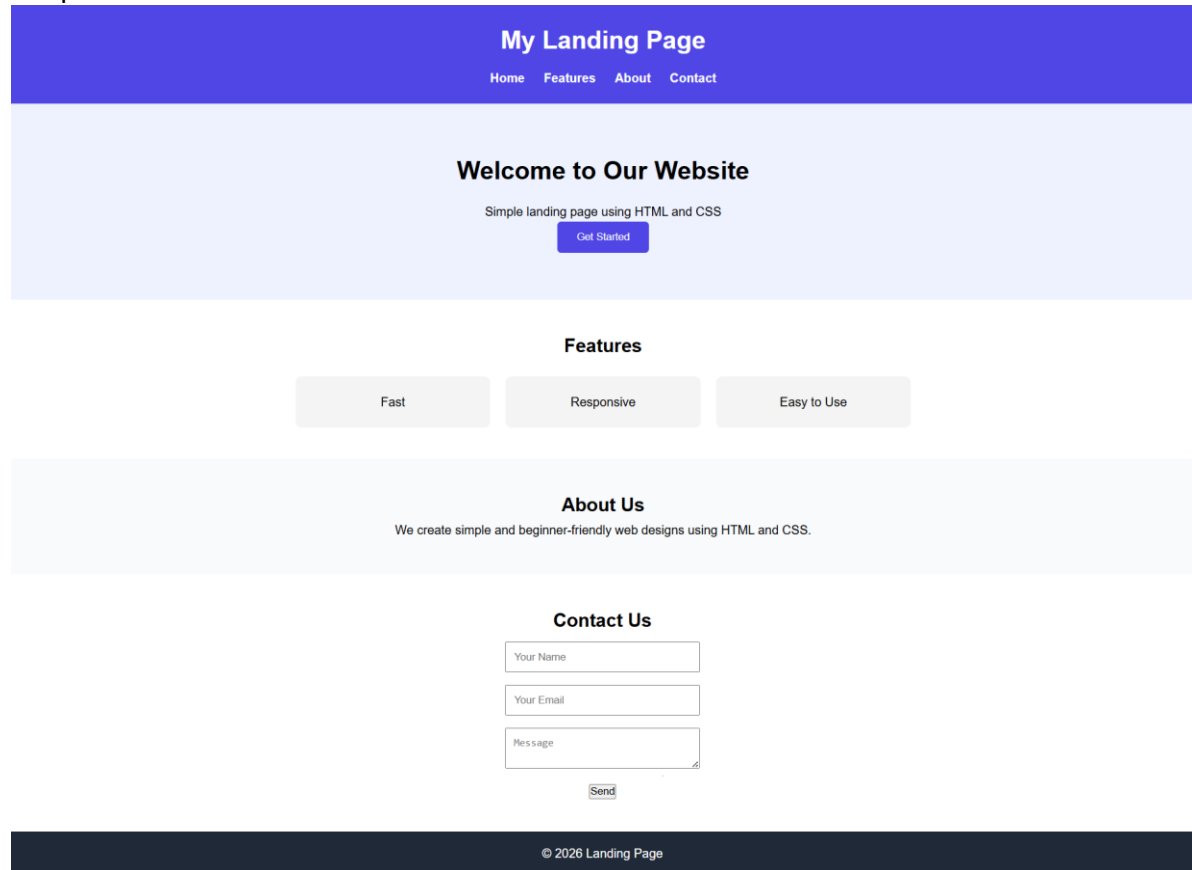 My Landing Page
Home Features About Contact
Welcome to Our Website
Simple landing page using HTML and CSS
Get Started
Features
Fast Responsive Easy to Use
About Us
We create simple and beginner-friendly web designs using HTML and CSS.
Contact Us
Your Name
Your Email
Message
Send
© 2026 Landing Page